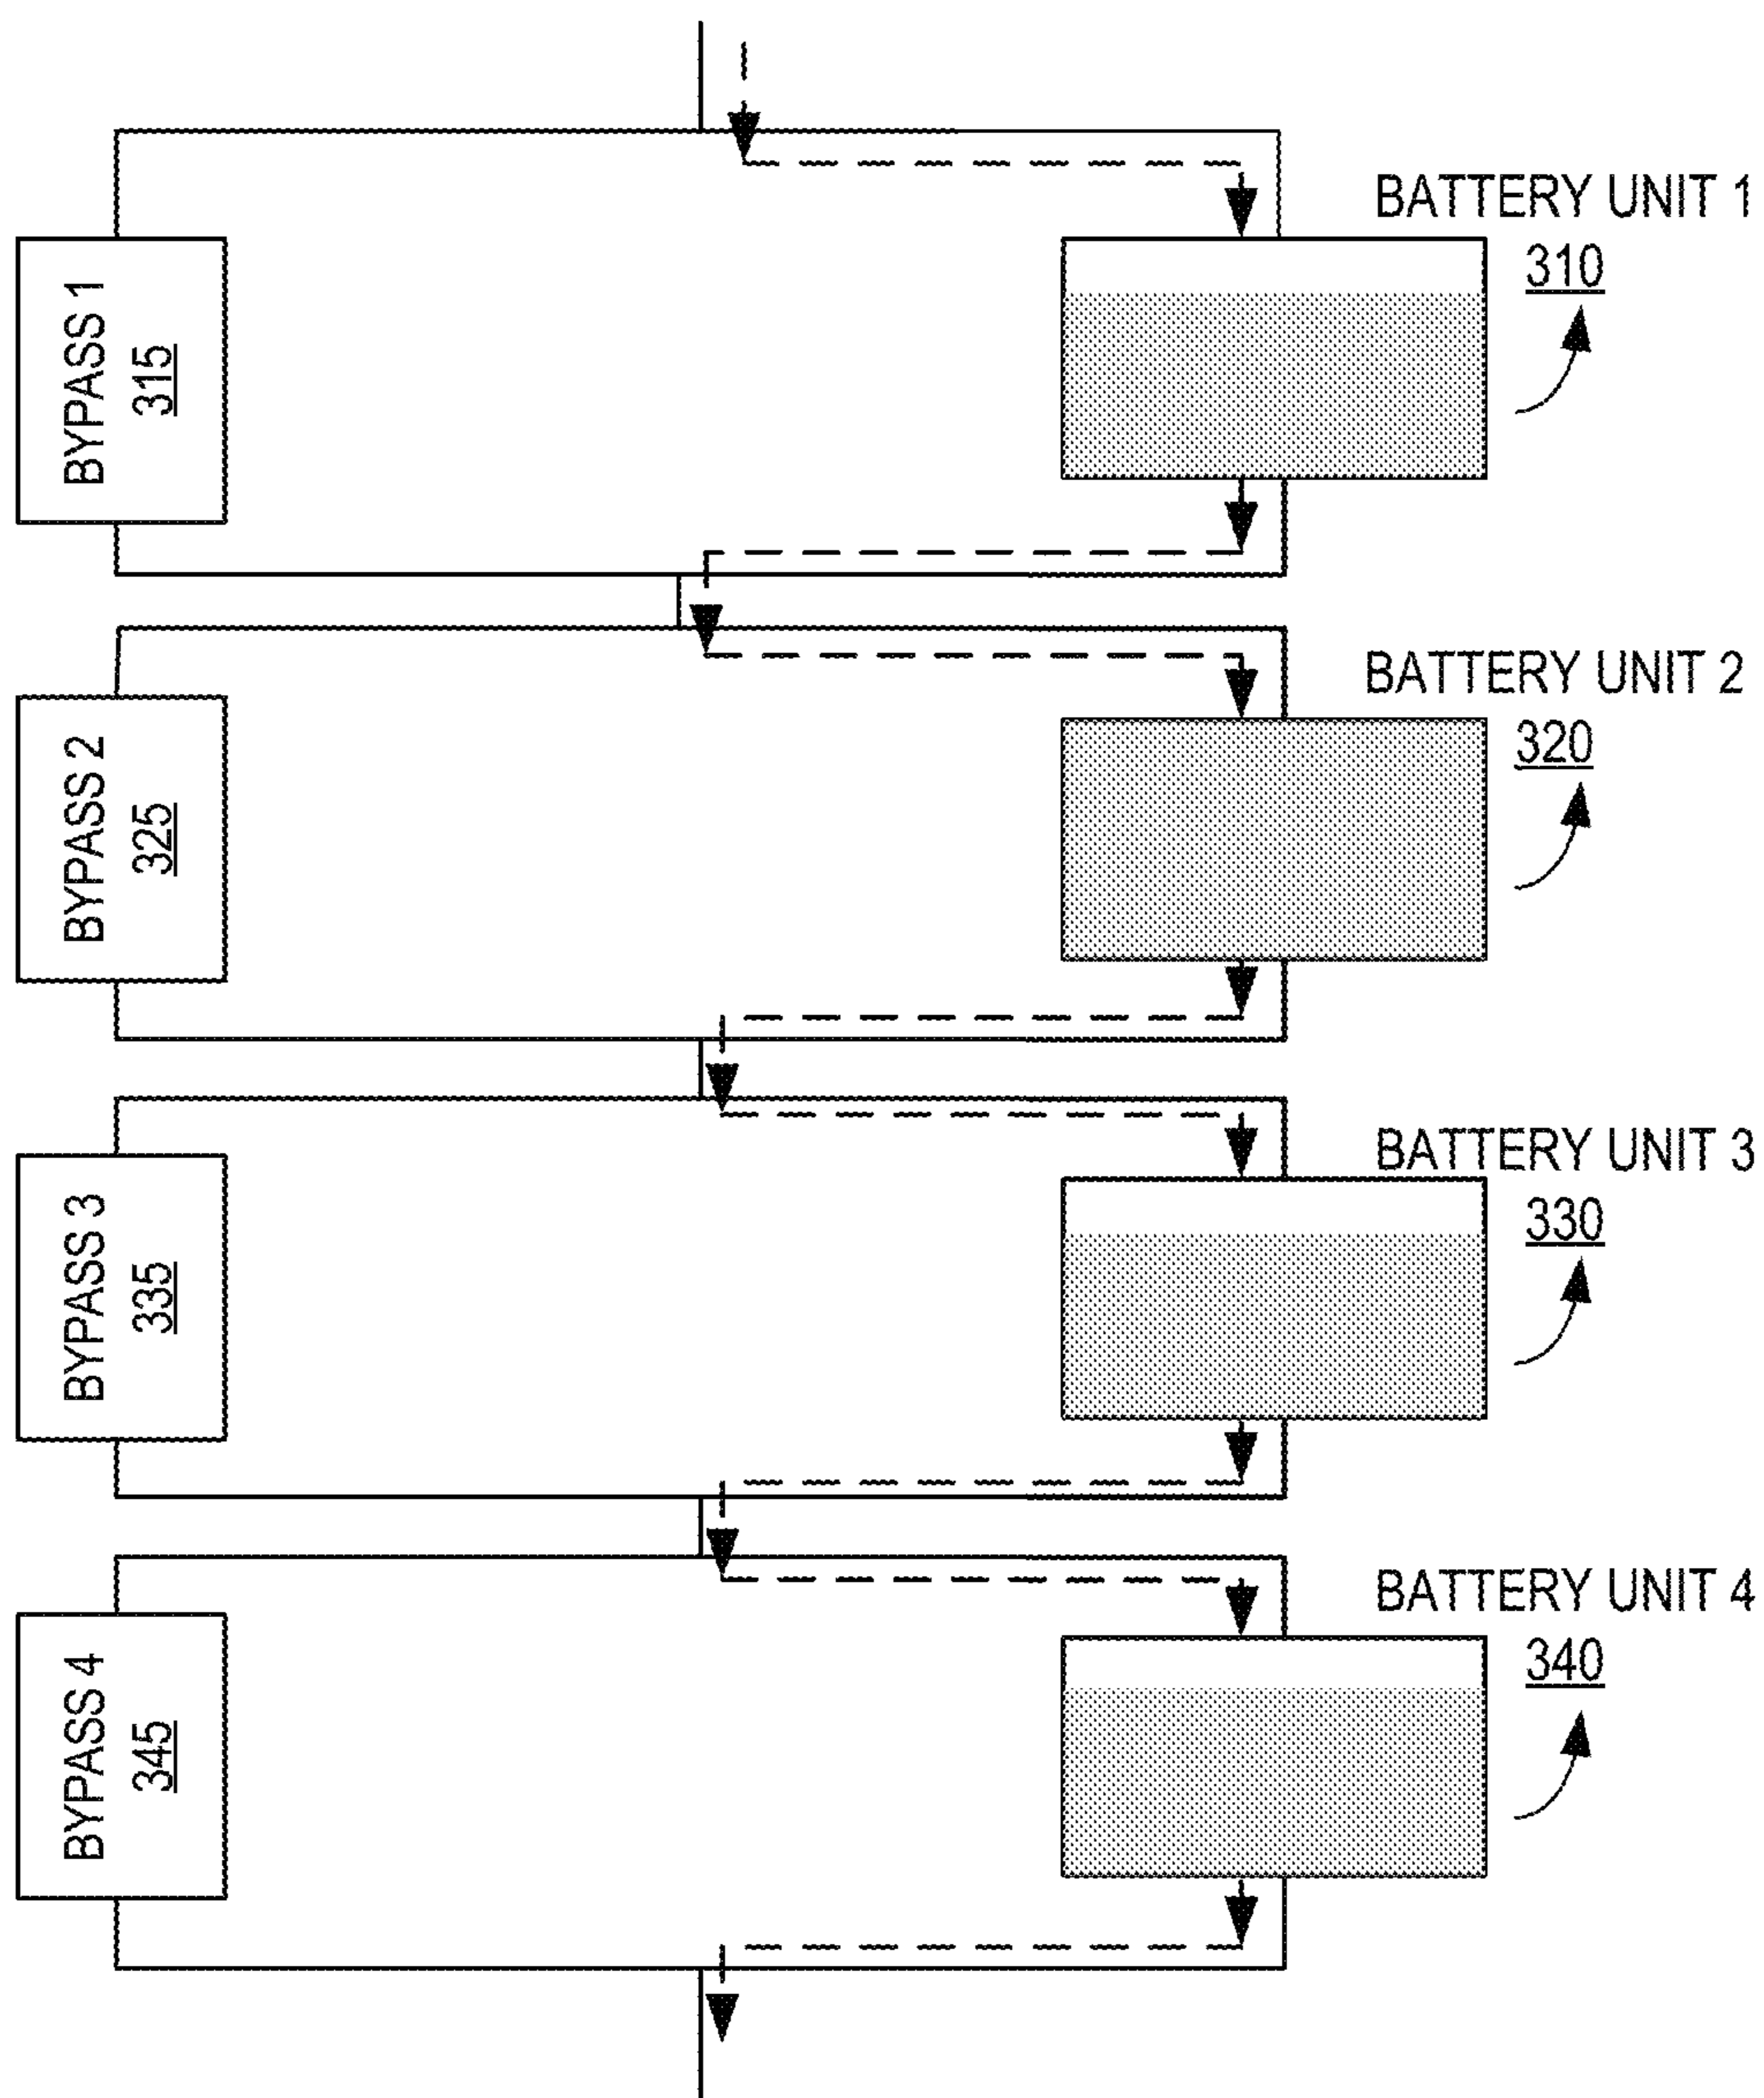 BATTERY UNIT 1
310
BYPASS 1
315
BATTERY UNIT 2
320
BYPASS 2
325
BATTERY UNIT 3
330
BYPASS 3
335
BATTERY UNIT 4
340
BYPASS 4
345